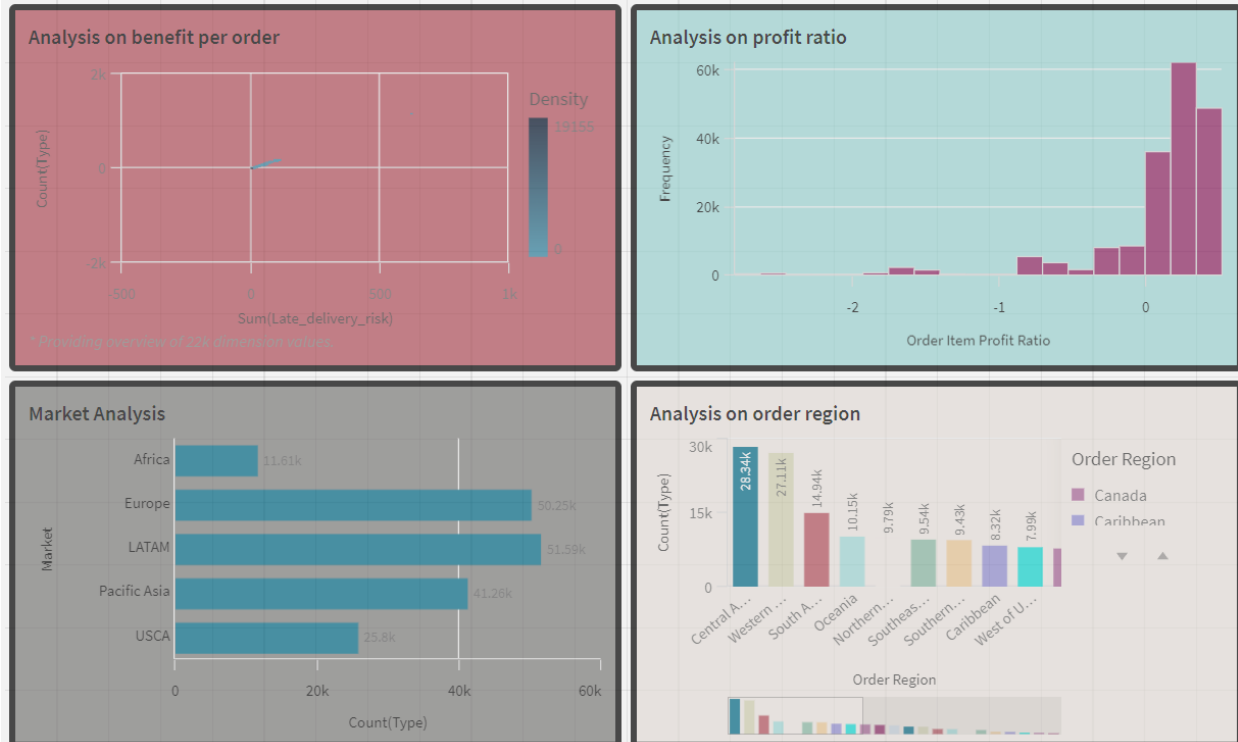 Analysis on benefit per order
Count(Type)
2k
0
-2k
-500
0
500
1k
Sum(Late_delivery_risk)
* Providing overview of 22k dimension values.
Density
19155
0
Analysis on profit ratio
Frequency
60k
40k
20k
0
-2
-1
0
Order Item Profit Ratio
Market Analysis
Market
Africa
11.61k
Europe
50.25k
LATAM
51.59k
Pacific Asia
41.26k
USCA
25.8k
0
20k
40k
60k
Count(Type)
Analysis on order region
Count(Type)
30k
15k
0
28.34k
27.11k
14.94k
10.15k
9.79k
9.54k
9.43k
8.32k
7.99k
Central A...
Western ...
South A...
Oceania
Northern...
Southeas...
Southern...
Caribbean
West of U...
Order Region
Order Region
Canada
Caribbean